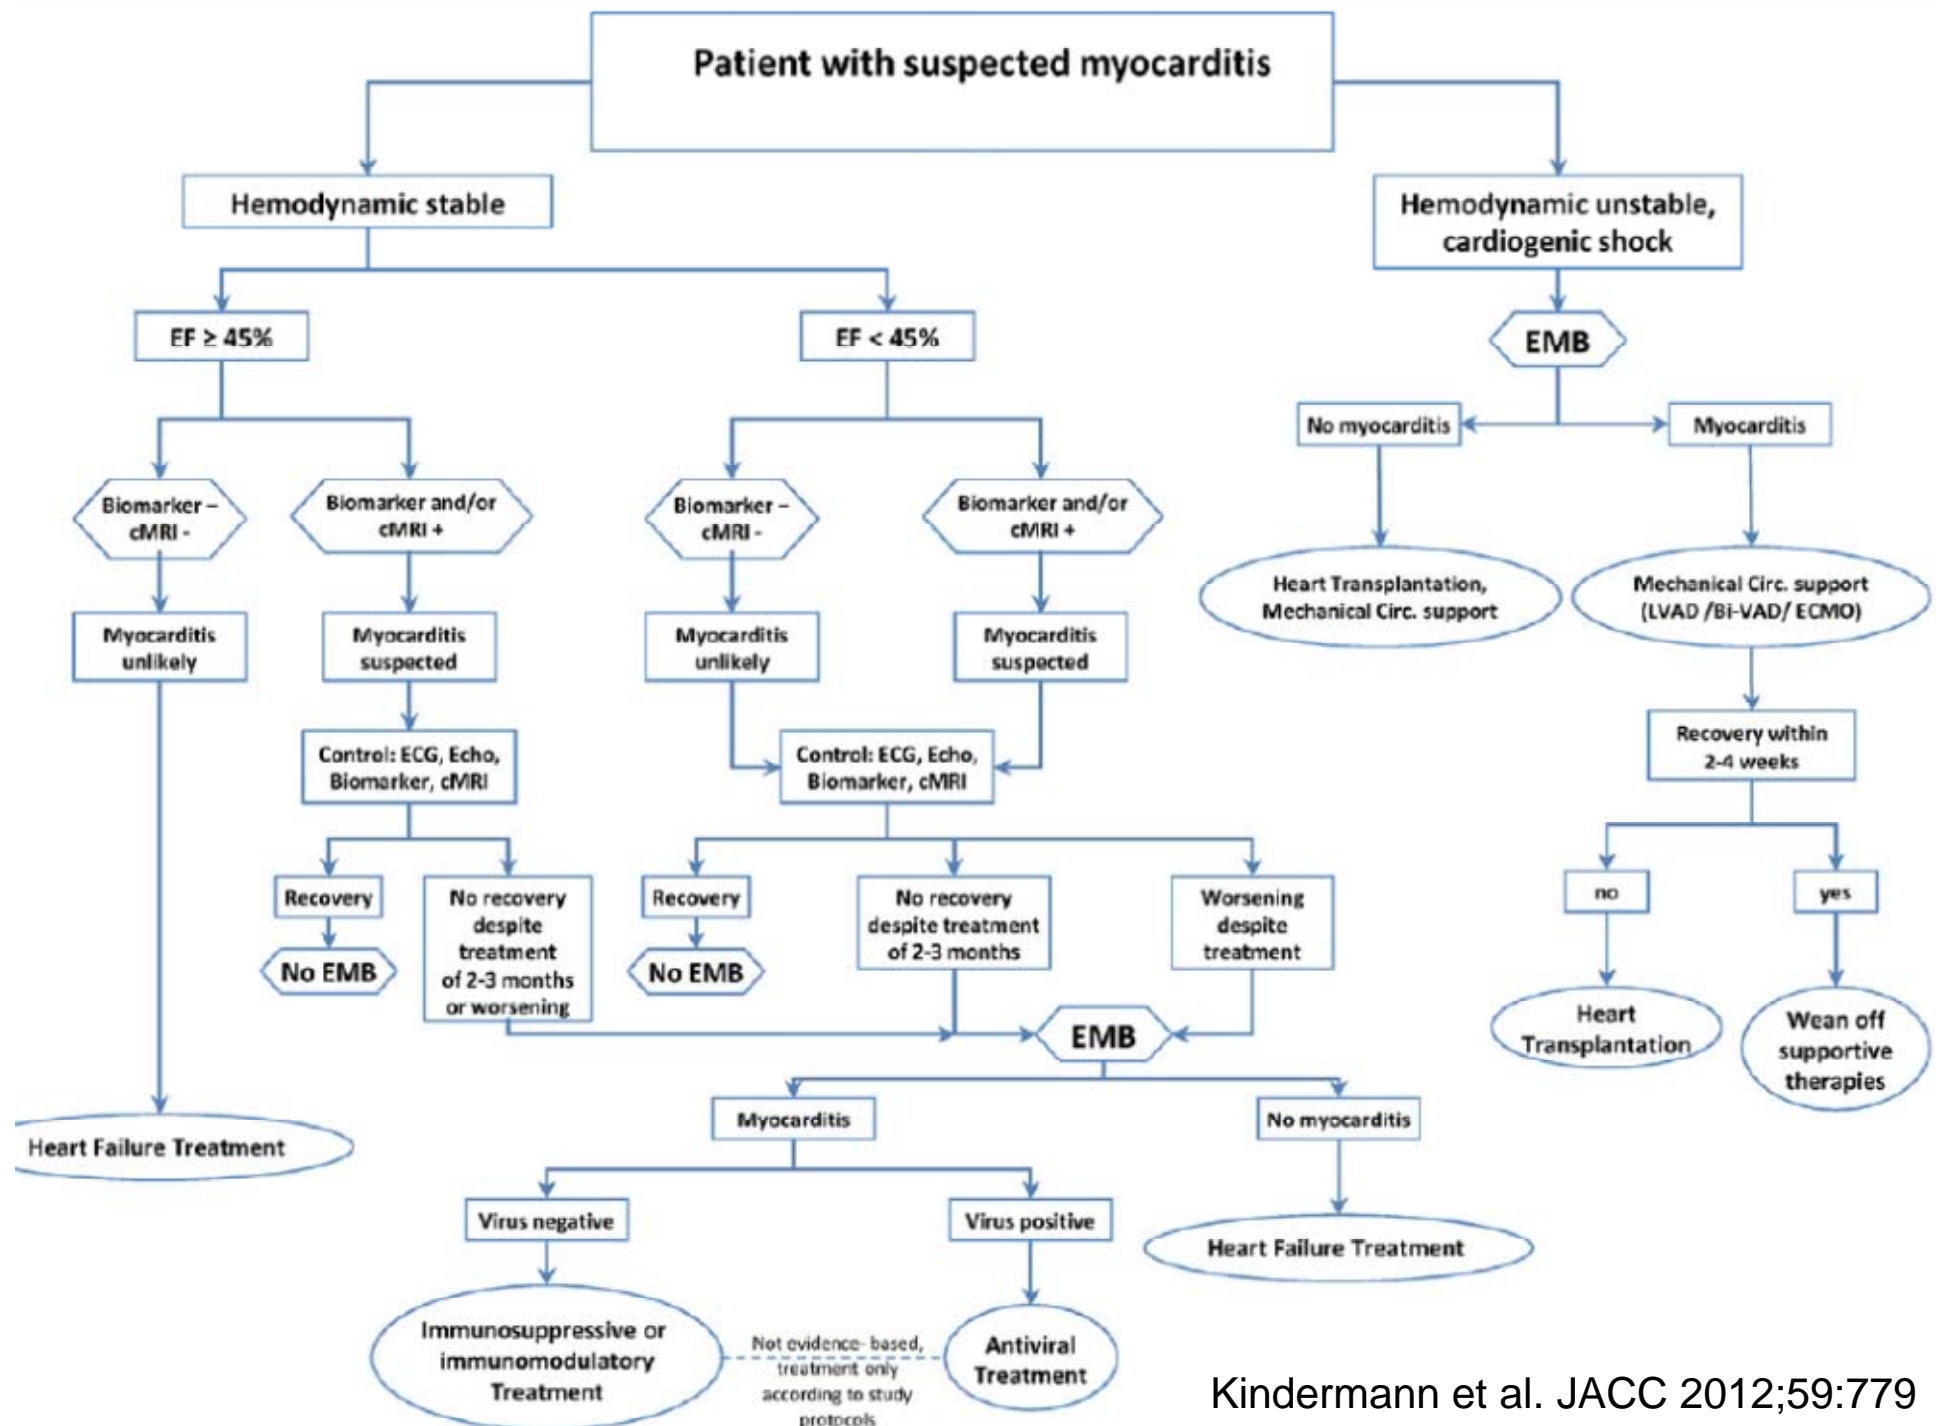 Patient with suspected myocarditis
Hemodynamic stable
Hemodynamic unstable,
cardiogenic shock
EF ≥ 45%
EF < 45%
EMB
No myocarditis
Myocarditis
Biomarker –
cMRI -
Biomarker and/or
cMRI +
Biomarker –
cMRI -
Biomarker and/or
cMRI +
Heart Transplantation,
Mechanical Circ. support
Mechanical Circ. support
(LVAD /Bi-VAD/ ECMO)
Myocarditis
unlikely
Myocarditis
suspected
Myocarditis
unlikely
Myocarditis
suspected
Control: ECG, Echo,
Biomarker, cMRI
Control: ECG, Echo,
Biomarker, cMRI
Recovery within
2-4 weeks
Recovery
No recovery
despite
treatment
of 2-3 months
or worsening
Recovery
No recovery
despite treatment
of 2-3 months
Worsening
despite
treatment
no
yes
No EMB
No EMB
EMB
Heart
Transplantation
Wean off
supportive
therapies
Myocarditis
No myocarditis
Heart Failure Treatment
Virus negative
Virus positive
Heart Failure Treatment
Immunosuppressive or
immunomodulatory
Treatment
Not evidence- based,
treatment only
according to study
protocols
Antiviral
Treatment
Kindermann et al. JACC 2012;59:779